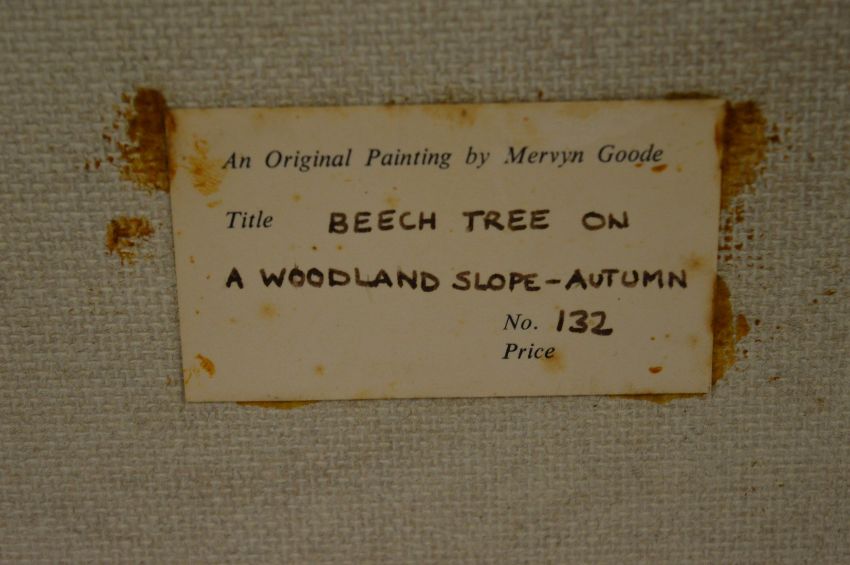 An Original Painting by Mervyn Goode
Title BEECH TREE ON
A WOODLAND SLOPE-AUTUMN
No. 132
Price